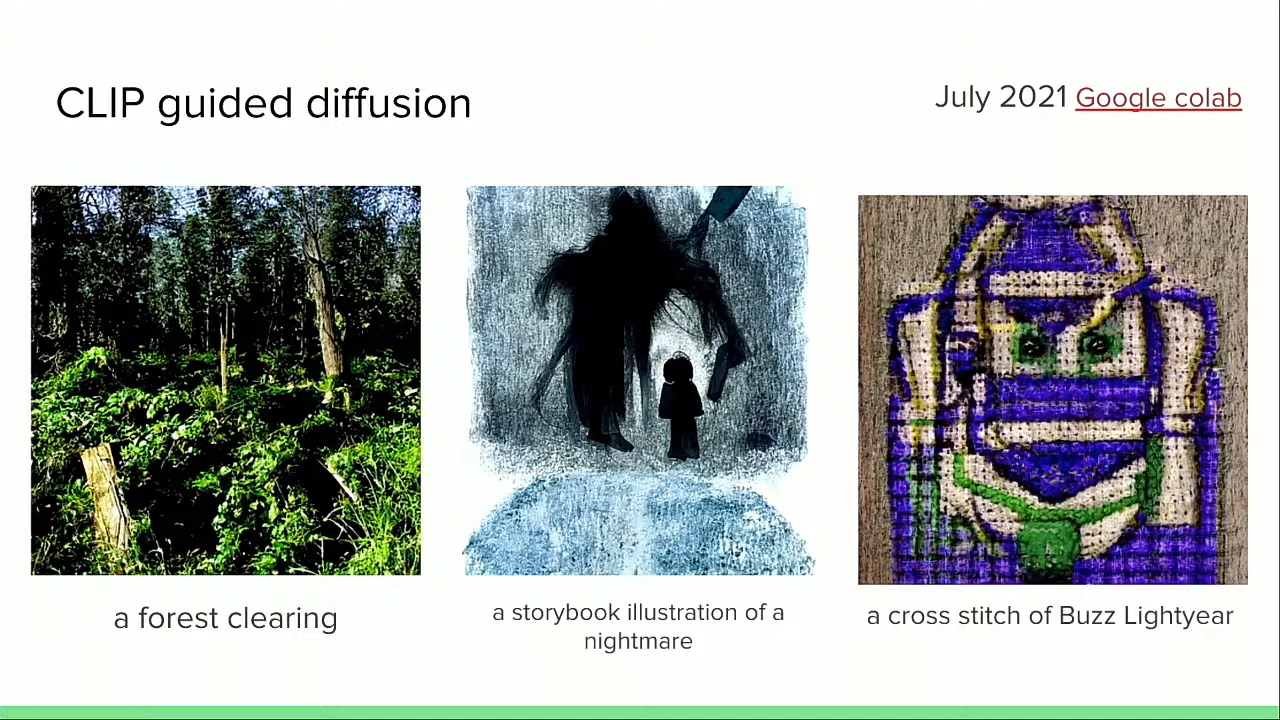 CLIP guided diffusion
July 2021 Google colab
a forest clearing
a storybook illustration of a
nightmare
a cross stitch of Buzz Lightyear